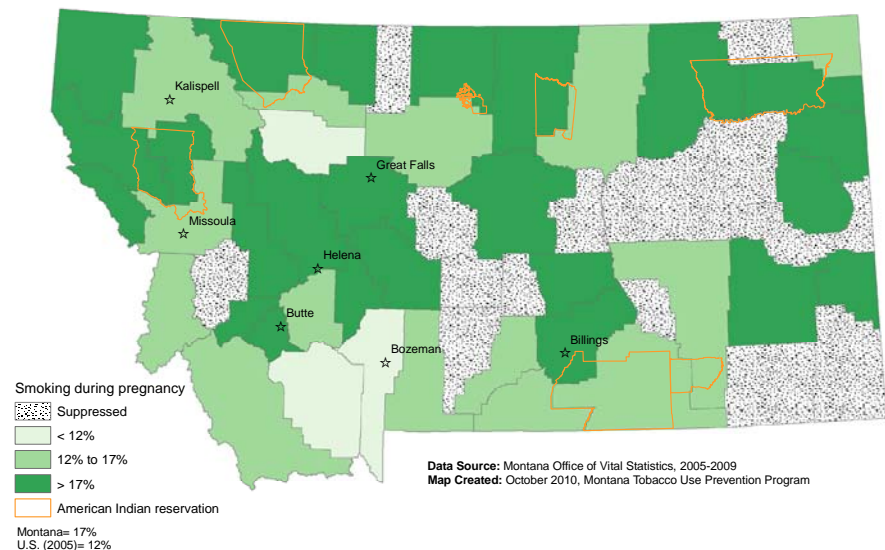 Kalispell
Great Falls
Missoula
Helena
Butte
Bozeman
Billings
Smoking during pregnancy
Suppressed
< 12%
12% to 17%
> 17%
American Indian reservation
Montana= 17%
U.S. (2005)= 12%
Data Source: Montana Office of Vital Statistics, 2005-2009
Map Created: October 2010, Montana Tobacco Use Prevention Program